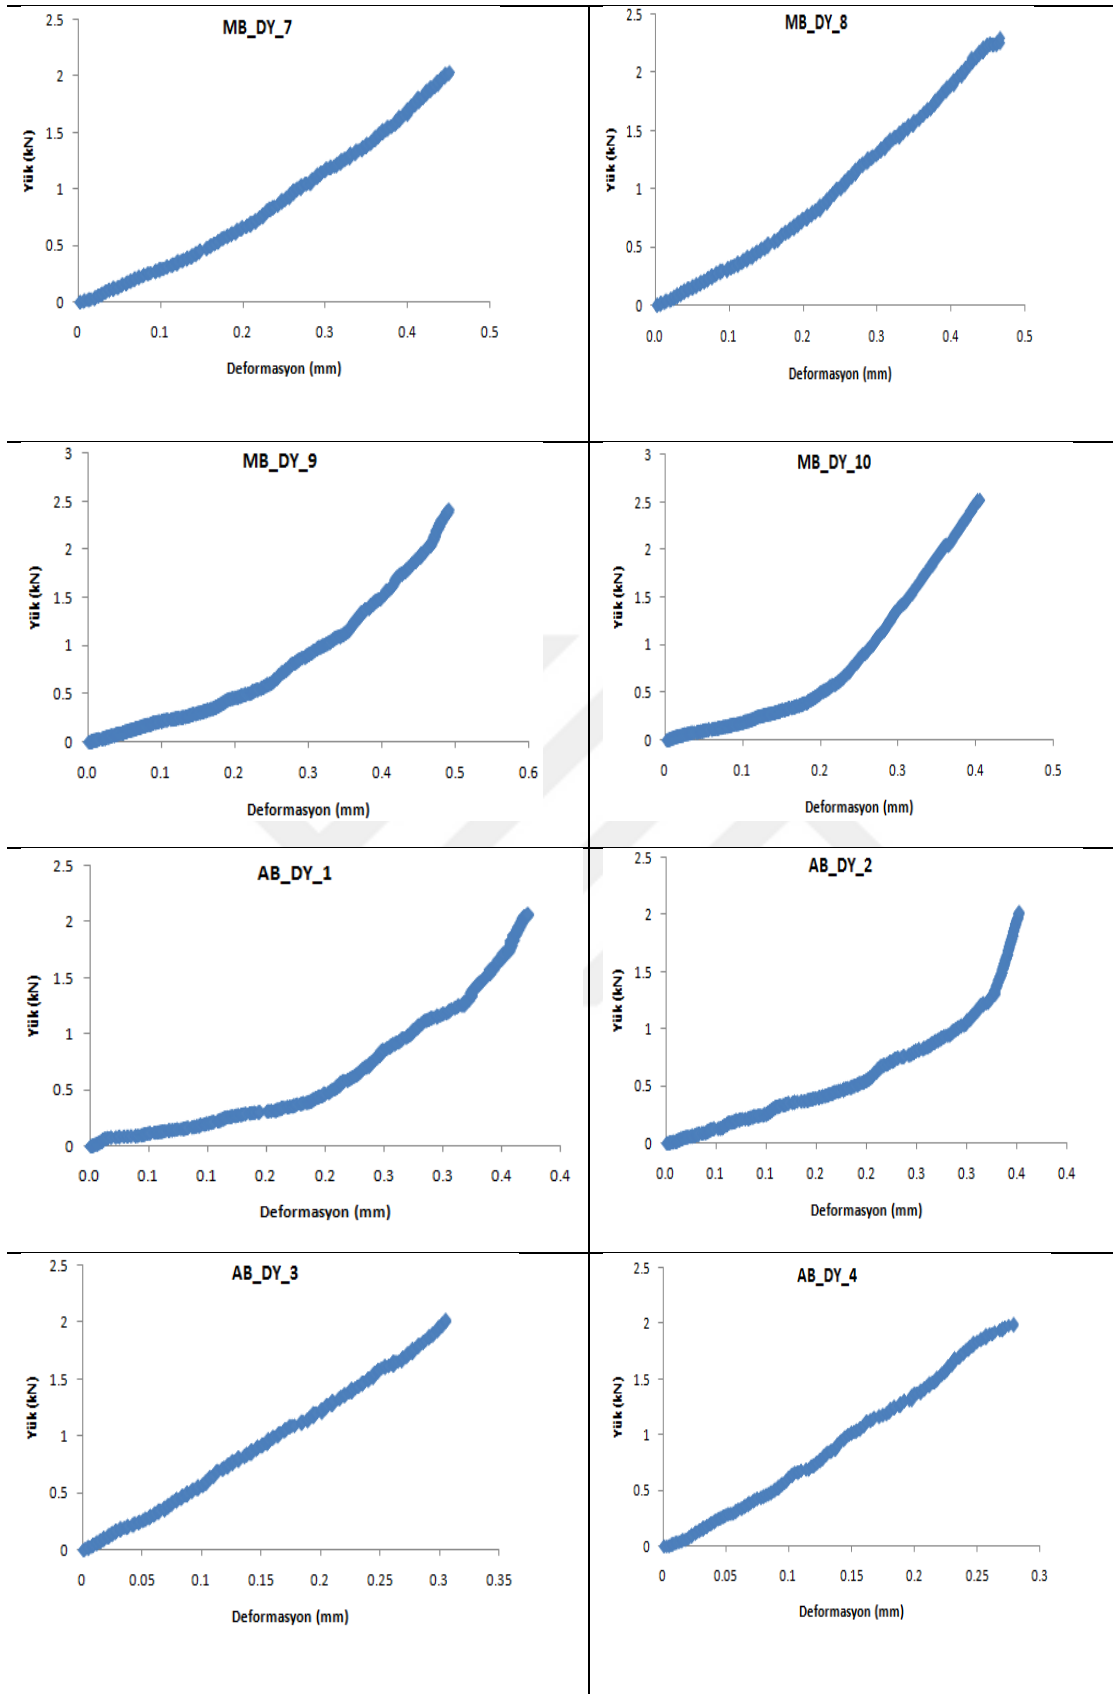 MB_DY_7
2.5
2
1.5
1
0.5
0
Yük (kN)
0 0.1 0.2 0.3 0.4 0.5
Deformasyon (mm)
MB_DY_8
2.5
2
1.5
1
0.5
0
Yük (kN)
0.0 0.1 0.2 0.3 0.4 0.5
Deformasyon (mm)
MB_DY_9
3
2.5
2
1.5
1
0.5
0
Yük (kN)
0.0 0.1 0.2 0.3 0.4 0.5 0.6
Deformasyon (mm)
MB_DY_10
3
2.5
2
1.5
1
0.5
0
Yük (kN)
0 0.1 0.2 0.3 0.4 0.5
Deformasyon (mm)
AB_DY_1
2.5
2
1.5
1
0.5
0
Yük (kN)
0.0 0.1 0.1 0.2 0.2 0.3 0.3 0.4 0.4
Deformasyon (mm)
AB_DY_2
2.5
2
1.5
1
0.5
0
Yük (kN)
0.0 0.1 0.1 0.2 0.2 0.3 0.3 0.4 0.4
Deformasyon (mm)
AB_DY_3
2.5
2
1.5
1
0.5
0
Yük (kN)
0 0.05 0.1 0.15 0.2 0.25 0.3 0.35
Deformasyon (mm)
AB_DY_4
2.5
2
1.5
1
0.5
0
Yük (kN)
0 0.05 0.1 0.15 0.2 0.25 0.3
Deformasyon (mm)